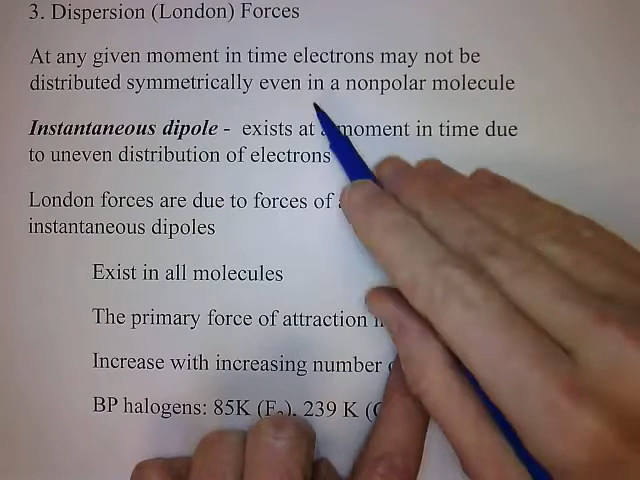 3. Dispersion (London) Forces
At any given moment in time electrons may not be
distributed symmetrically even in a nonpolar molecule
Instantaneous dipole - exists at a moment in time due
to uneven distribution of electrons
London forces are due to forces of
instantaneous dipoles
Exist in all molecules
The primary force of attraction
Increase with increasing number
BP halogens: 85K (F₂), 239 K (